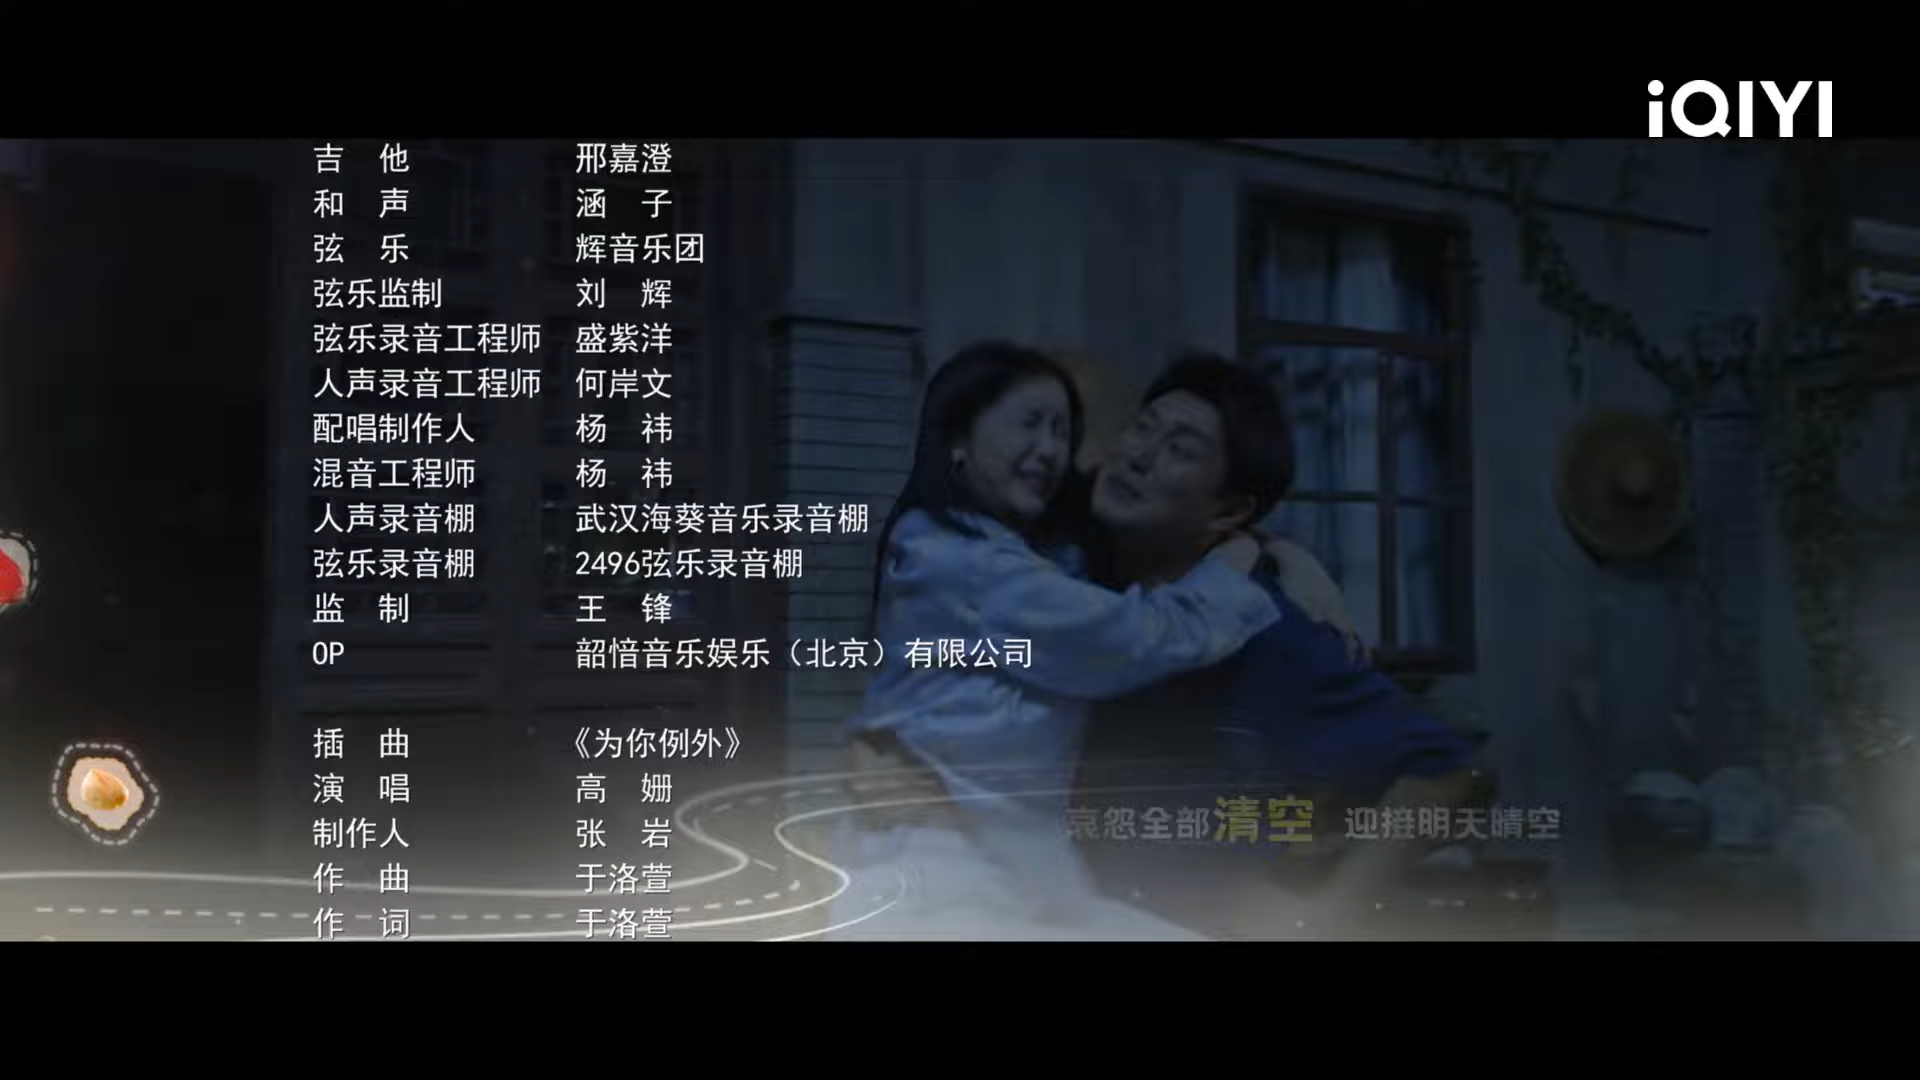 iQIYI
吉 他 邢嘉澄
和 声 涵 子
弦 乐 辉音乐团
弦乐监制 刘 辉
弦乐录音工程师 盛紫洋
人声录音工程师 何岸文
配唱制作人 杨 祎
混音工程师 杨 祎
人声录音棚 武汉海葵音乐录音棚
弦乐录音棚 2496弦乐录音棚
监 制 王 锋
OP 韶愔音乐娱乐（北京）有限公司
插 曲 《为你例外》
演 唱 高 姗
制作人 张 岩
作 曲 于洛萱
作 词 于洛萱
哀怨全部清空 迎接明天晴空